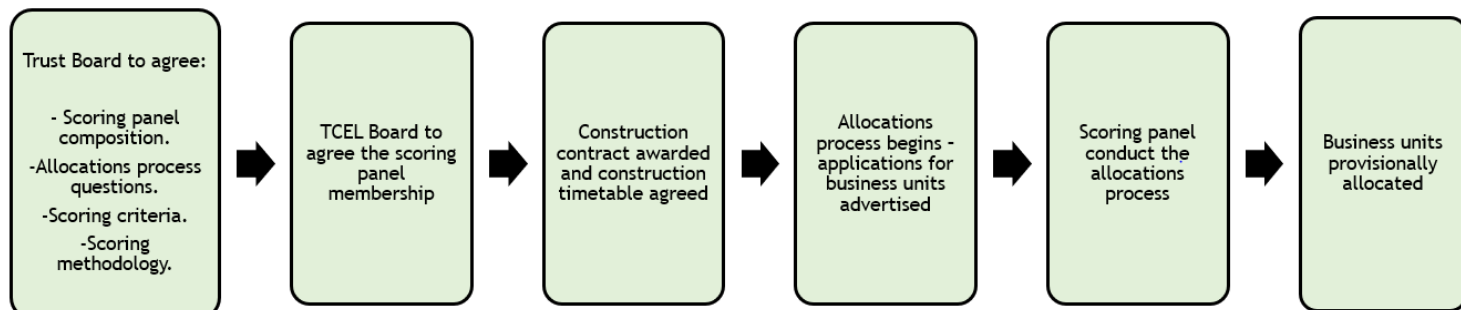 Trust Board to agree:
- Scoring panel
composition.
-Allocations process
questions.
-Scoring criteria.
-Scoring
methodology.
TCEL Board to
agree the scoring
panel
membership
Construction
contract awarded
and construction
timetable agreed
Allocations
process begins –
applications for
business units
advertised
Scoring panel
conduct the
allocations
process
Business units
provisionally
allocated